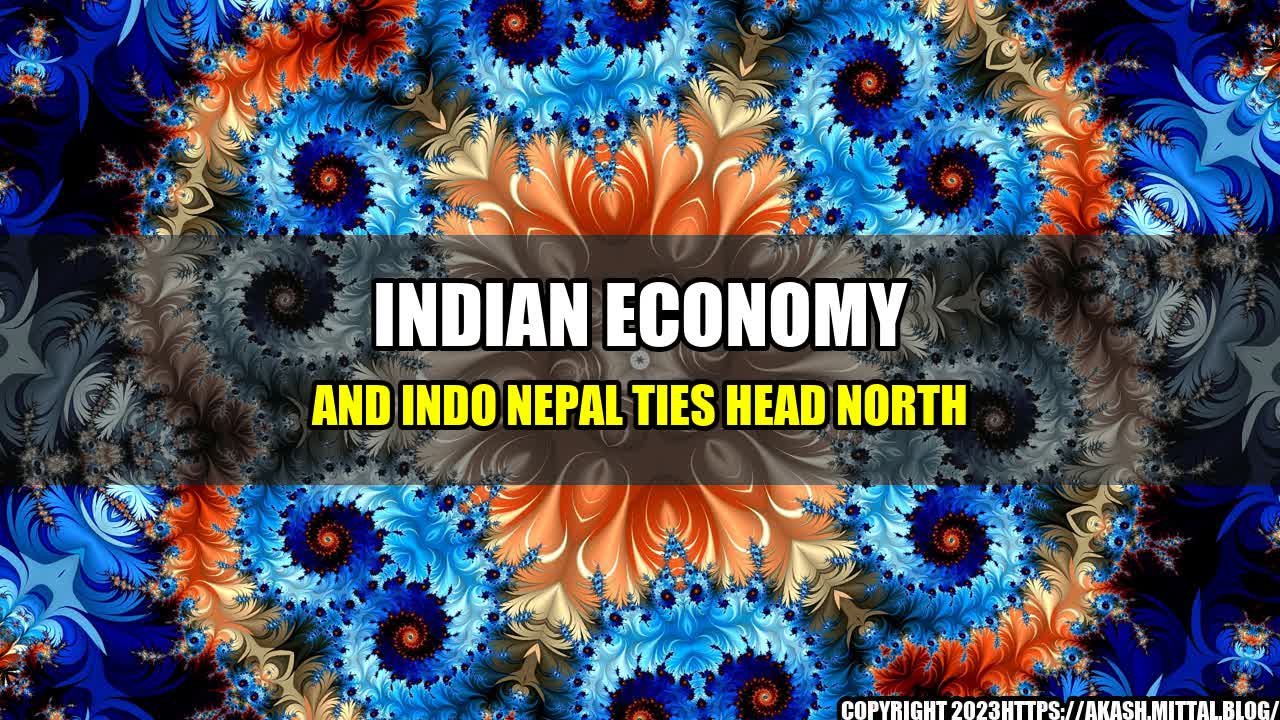 INDIAN ECONOMY
AND INDO NEPAL TIES HEAD NORTH
COPYRIGHT 2023HTTPS://AKASH.MITTAL.BLOG/